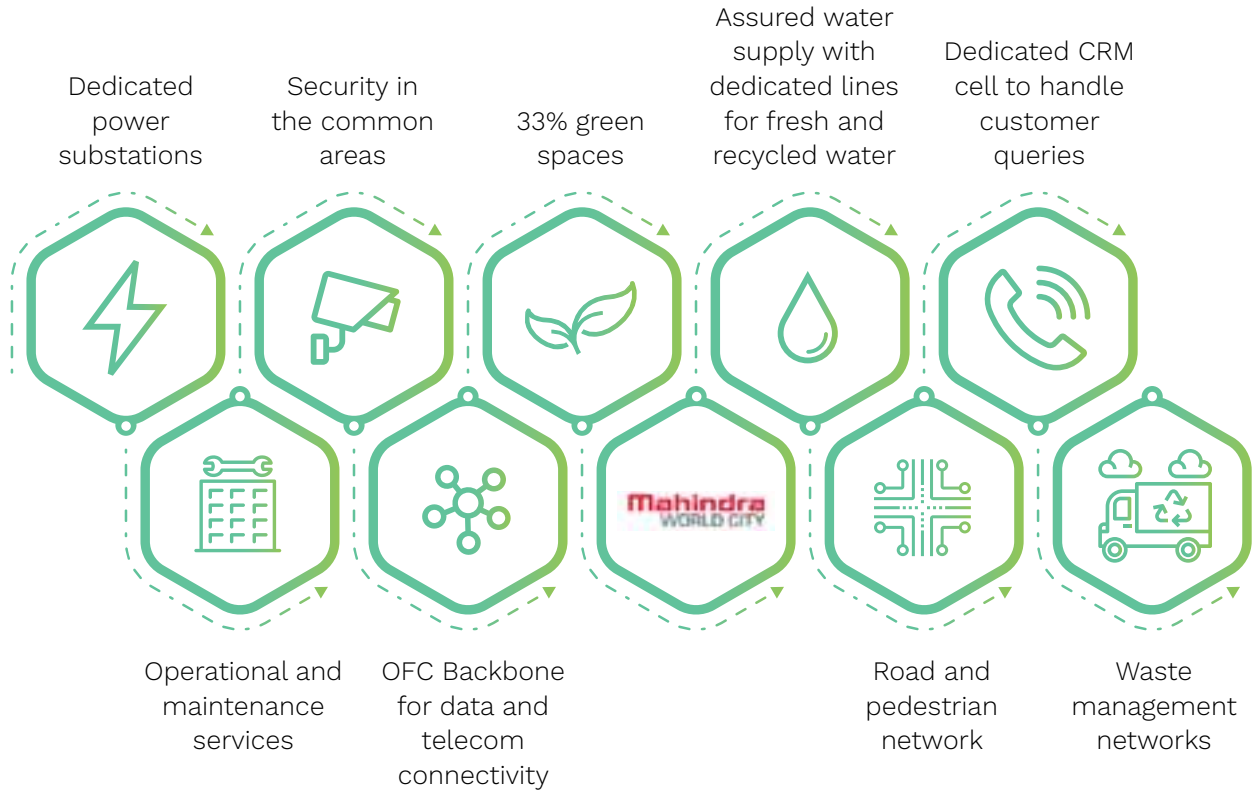 Dedicated
power
substations
Security in
the common
areas
33% green
spaces
Assured water
supply with
dedicated lines
for fresh and
recycled water
Dedicated CRM
cell to handle
customer
queries
Mahindra
WORLD CITY
Operational and
maintenance
services
OFC Backbone
for data and
telecom
connectivity
Road and
pedestrian
network
Waste
management
networks